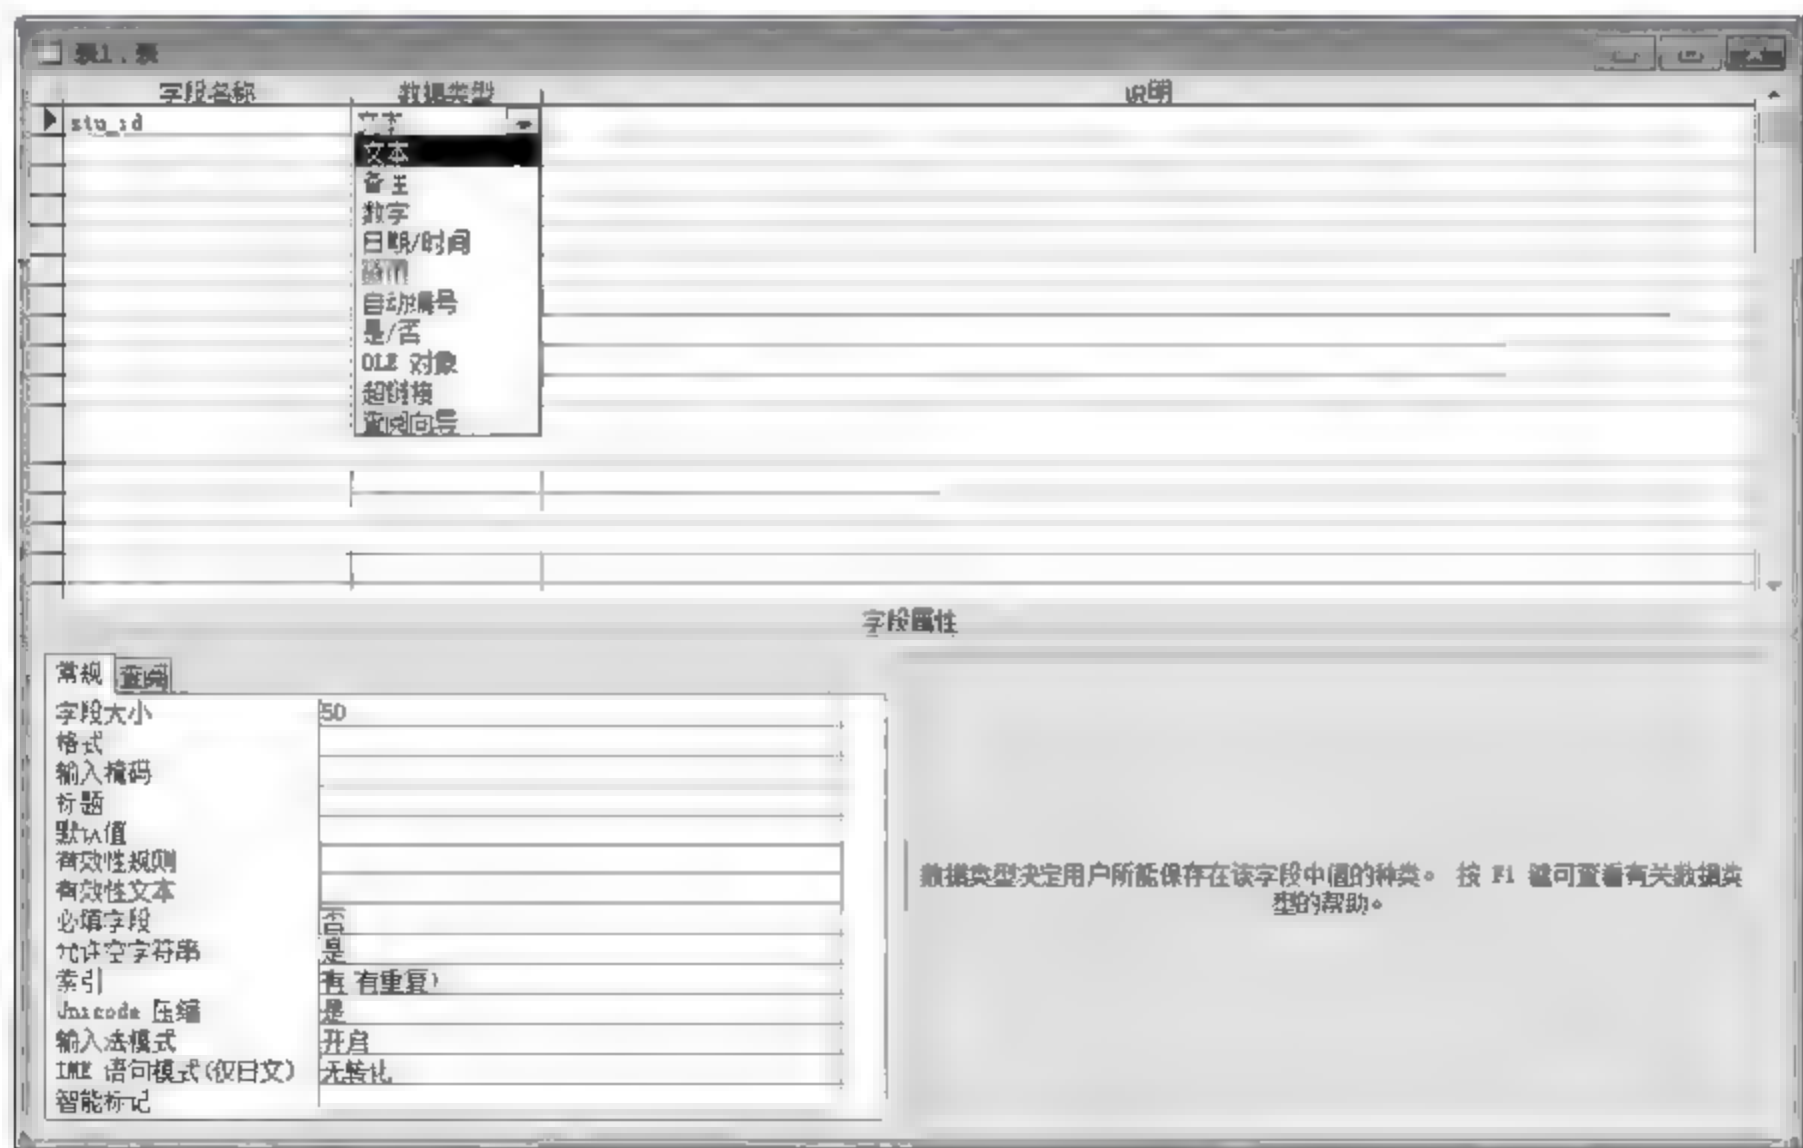 表1 : 表
字段名称 数据类型 说明
stu_id 文本
文本
备注
数字
日期/时间
自动编号
是/否
OLE 对象
超链接
查阅向导
字段属性
常规 查阅
字段大小 50
格式
输入掩码
标题
默认值
有效性规则
有效性文本
必填字段 否
允许空字符串 是
索引 有(有重复)
Unicode 压缩 是
输入法模式 开启
IME 语句模式(仅日文) 无转化
智能标记
数据类型决定用户所能保存在该字段中值的种类。 按 F1 键可查看有关数据类
型的帮助。